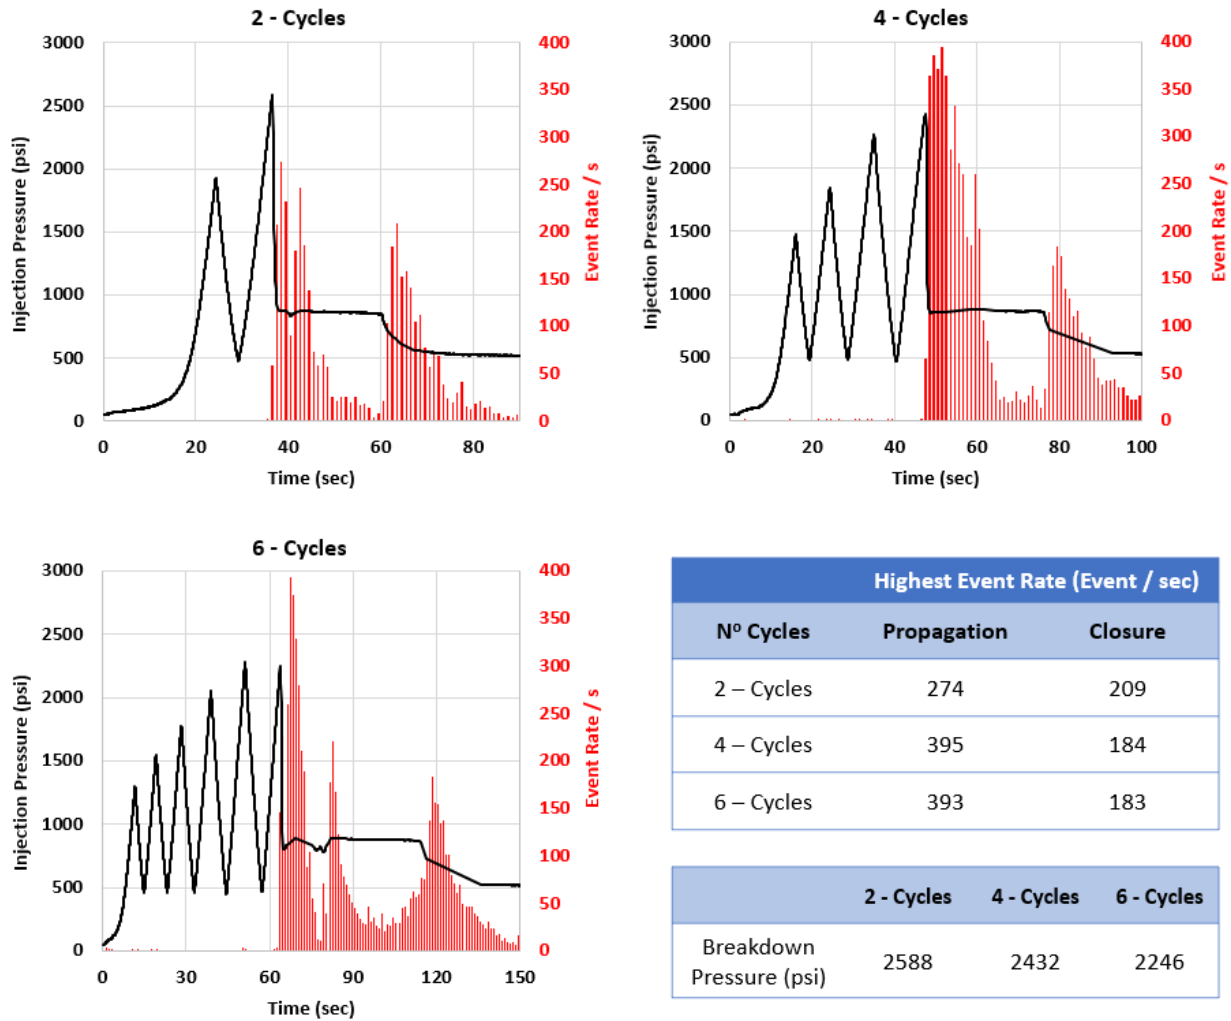 2 - Cycles
3000
2500
2000
1500
1000
500
0
Injection Pressure (psi)
400
350
300
250
200
150
100
50
0
Event Rate / s
0 20 40 60 80
Time (sec)
4 - Cycles
3000
2500
2000
1500
1000
500
0
Injection Pressure (psi)
400
350
300
250
200
150
100
50
0
Event Rate / s
0 20 40 60 80 100
Time (sec)
6 - Cycles
3000
2500
2000
1500
1000
500
0
Injection Pressure (psi)
400
350
300
250
200
150
100
50
0
Event Rate / s
0 30 60 90 120 150
Time (sec)
Highest Event Rate (Event / sec)
Nº Cycles Propagation Closure
2 – Cycles 274 209
4 – Cycles 395 184
6 – Cycles 393 183
2 - Cycles 4 - Cycles 6 - Cycles
Breakdown
Pressure (psi) 2588 2432 2246